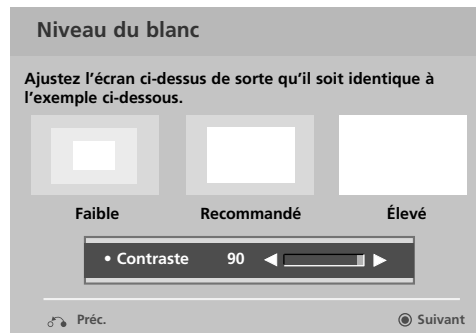 Niveau du blanc
Ajustez l’écran ci-dessus de sorte qu’il soit identique à
l’exemple ci-dessous.
Faible Recommandé Élevé
• Contraste 90
Préc. Suivant